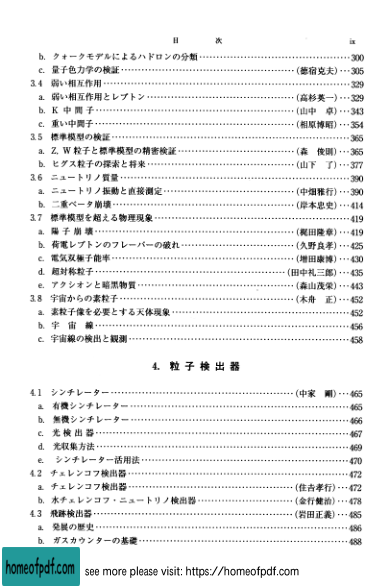 目　次　ix
b. クォークモデルによるハドロンの分類……300
c. 量子色力学の検証……(徳宿克夫)…305
3.4 弱い相互作用……329
a. 弱い相互作用とレプトン……(高杉英一)…329
b. K 中間子……(山中　卓)…343
c. 重い中間子……(相原博昭)…354
3.5 標準模型の検証……365
a. Z, W粒子と標準模型の精密検証……(森　俊則)…365
b. ヒグス粒子の探索と将来……(山下　了)…377
3.6 ニュートリノ質量……390
a. ニュートリノ振動と直接測定……(中畑雅行)…390
b. 二重ベータ崩壊……(岸本忠史)…414
3.7 標準模型を超える物理現象……419
a. 陽子崩壊……(梶田隆章)…419
b. 荷電レプトンのフレーバーの破れ……(久野良孝)…425
c. 電気双極子能率……(増田康博)…430
d. 超対称粒子……(田中礼三郎)…435
e. アクシオンと暗黒物質……(森山茂栄)…443
3.8 宇宙からの素粒子……(木舟　正)…452
a. 素粒子像を必要とする天体現象……452
b. 宇宙線……456
c. 宇宙線の検出と観測……458
4. 粒子検出器
4.1 シンチレーター……(中家　剛)…465
a. 有機シンチレーター……465
b. 無機シンチレーター……466
c. 光検出器……467
d. 光収集方法……469
e. シンチレーター活用法……470
4.2 チェレンコフ検出器……472
a. チェレンコフ検出器……(住吉孝行)…472
b. 水チェレンコフ・ニュートリノ検出器……(金行健治)…478
4.3 飛跡検出器……(岩田正義)…485
a. 発展の歴史……486
b. ガスカウンターの基礎……488
homeofpdf.com see more please visit: https://homeofpdf.com